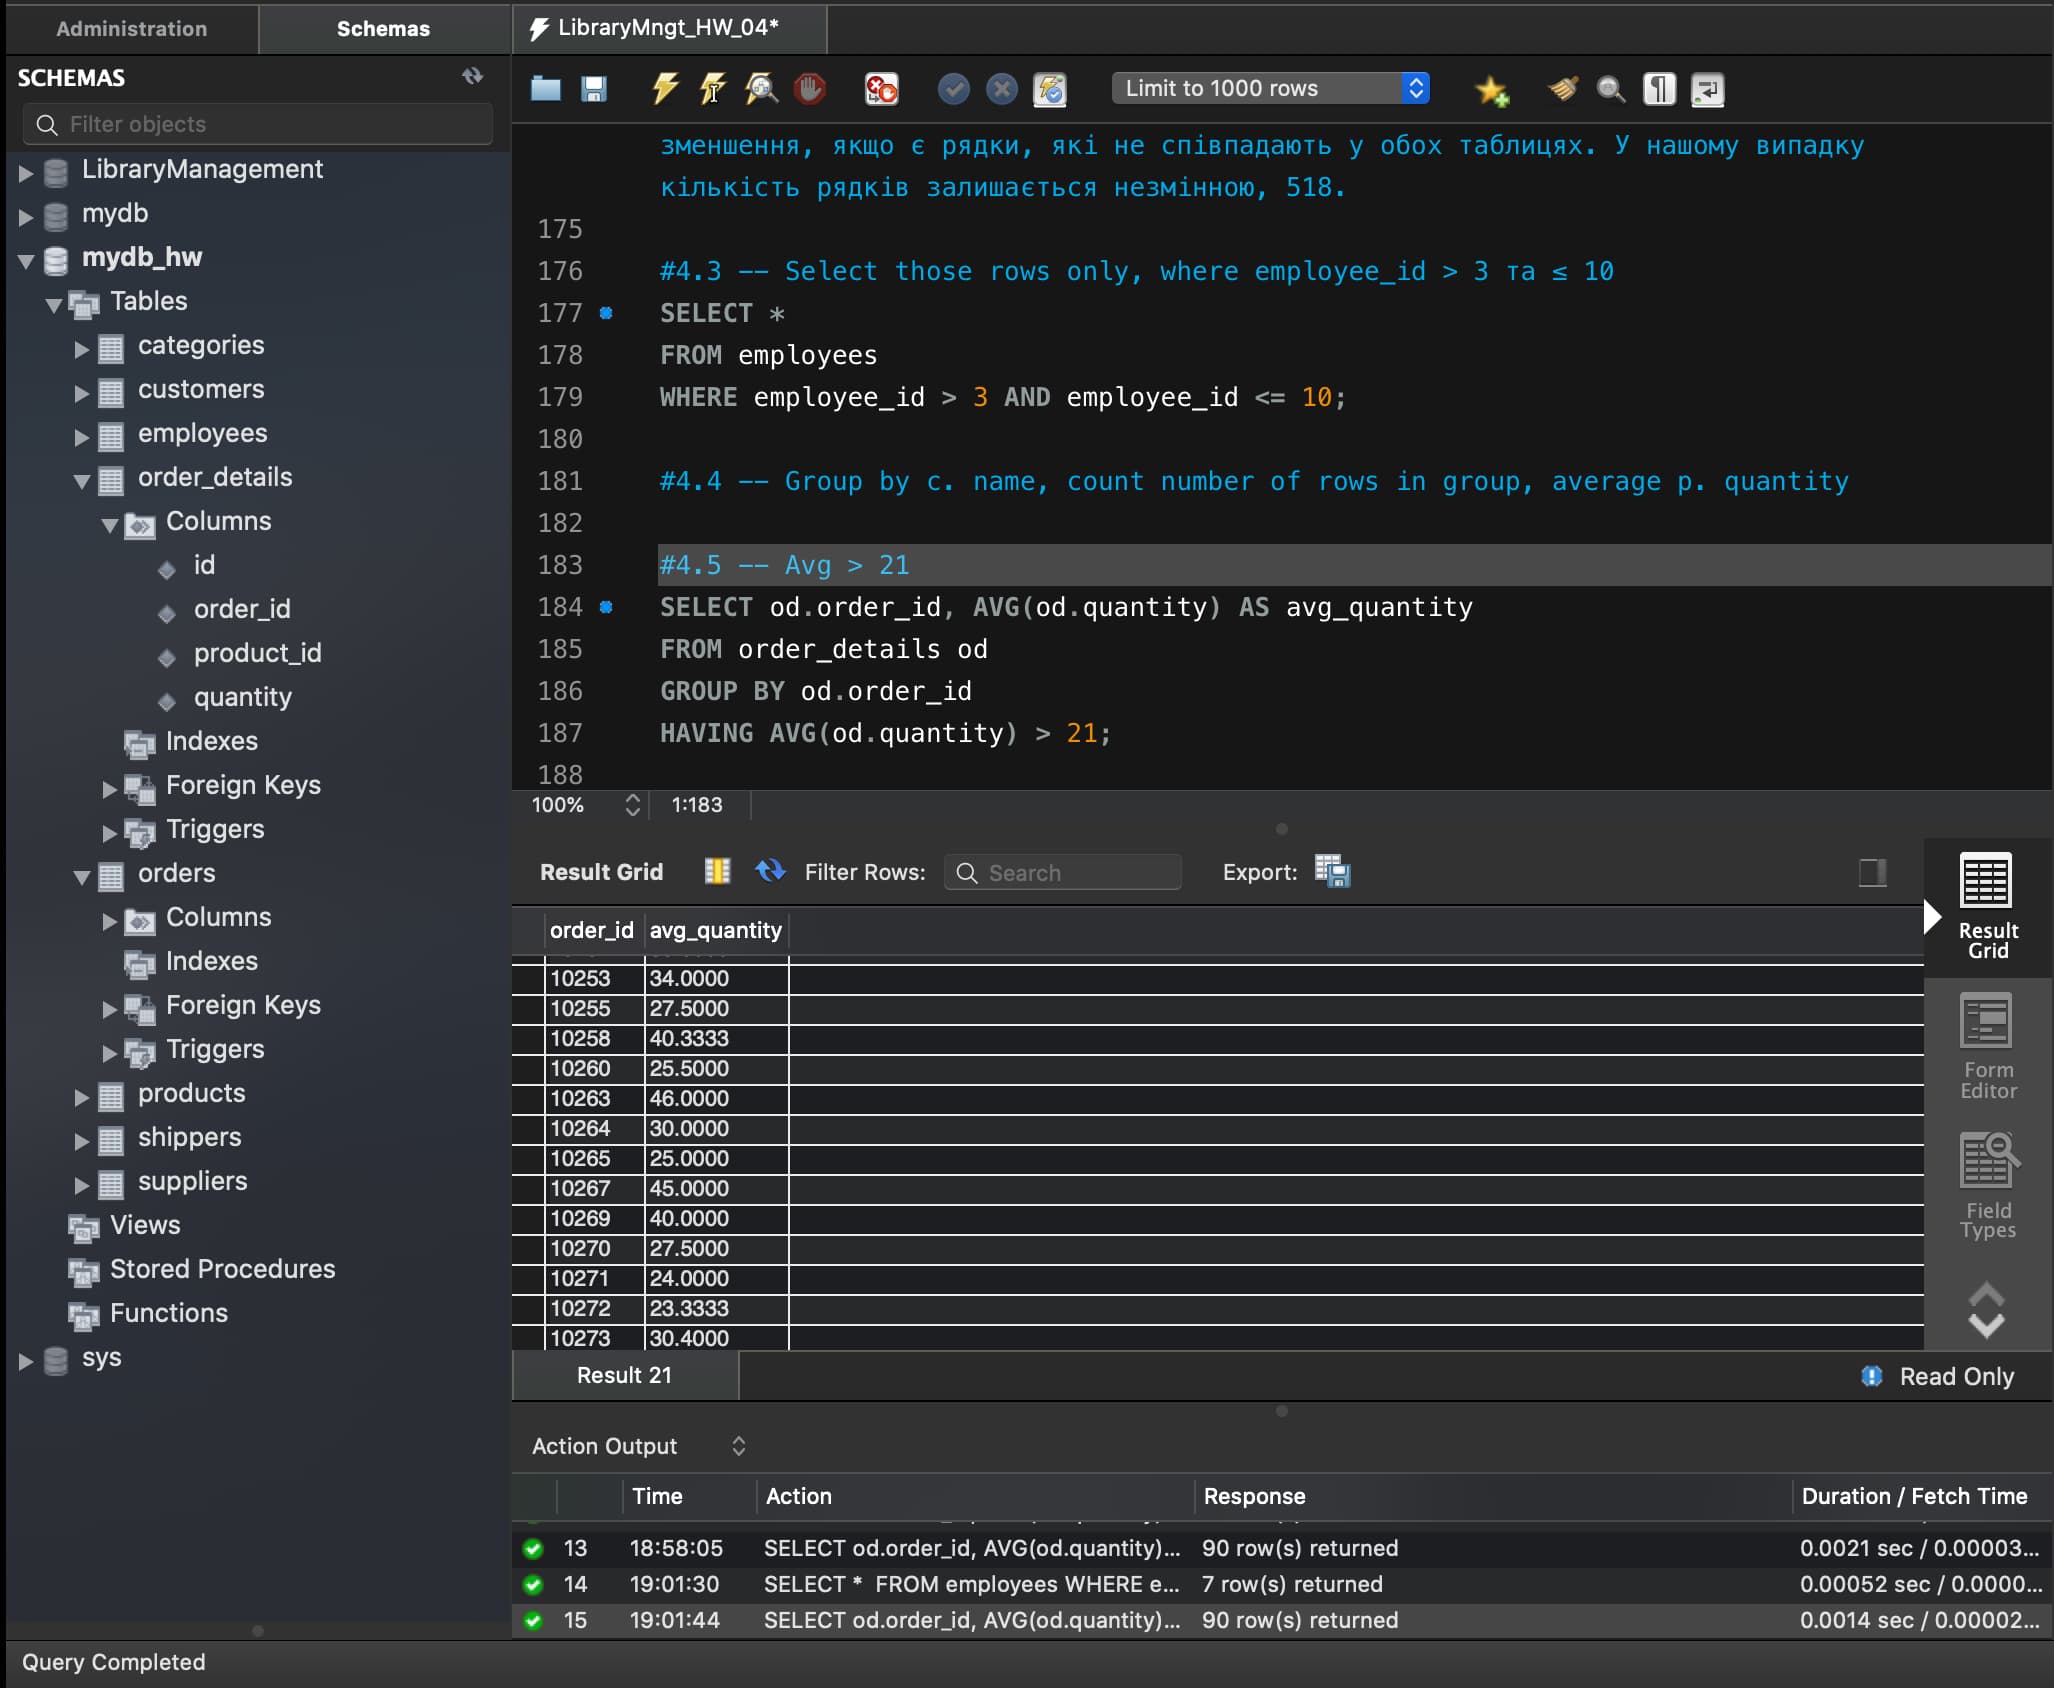 Administration
Schemas
LibraryMngt_HW_04*
SCHEMAS
Filter objects
LibraryManagement
mydb
mydb_hw
Tables
categories
customers
employees
order_details
Columns
id
order_id
product_id
quantity
Indexes
Foreign Keys
Triggers
orders
Columns
Indexes
Foreign Keys
Triggers
products
shippers
suppliers
Views
Stored Procedures
Functions
sys
Limit to 1000 rows
зменшення, якщо є рядки, які не співпадають у обох таблицях. У нашому випадку
кількість рядків залишається незмінною, 518.
175
176 #4.3 -- Select those rows only, where employee_id > 3 та ≤ 10
177 SELECT *
178 FROM employees
179 WHERE employee_id > 3 AND employee_id <= 10;
180
181 #4.4 -- Group by c. name, count number of rows in group, average p. quantity
182
183 #4.5 -- Avg > 21
184 SELECT od.order_id, AVG(od.quantity) AS avg_quantity
185 FROM order_details od
186 GROUP BY od.order_id
187 HAVING AVG(od.quantity) > 21;
188
100% 1:183
Result Grid Filter Rows: Search Export:
order_id avg_quantity
10253 34.0000
10255 27.5000
10258 40.3333
10260 25.5000
10263 46.0000
10264 30.0000
10265 25.0000
10267 45.0000
10269 40.0000
10270 27.5000
10271 24.0000
10272 23.3333
10273 30.4000
Result
Grid
Form
Editor
Field
Types
Result 21
Read Only
Action Output
Time Action Response Duration / Fetch Time
13 18:58:05 SELECT od.order_id, AVG(od.quantity)... 90 row(s) returned 0.0021 sec / 0.00003...
14 19:01:30 SELECT * FROM employees WHERE e... 7 row(s) returned 0.00052 sec / 0.0000...
15 19:01:44 SELECT od.order_id, AVG(od.quantity)... 90 row(s) returned 0.0014 sec / 0.00002...
Query Completed